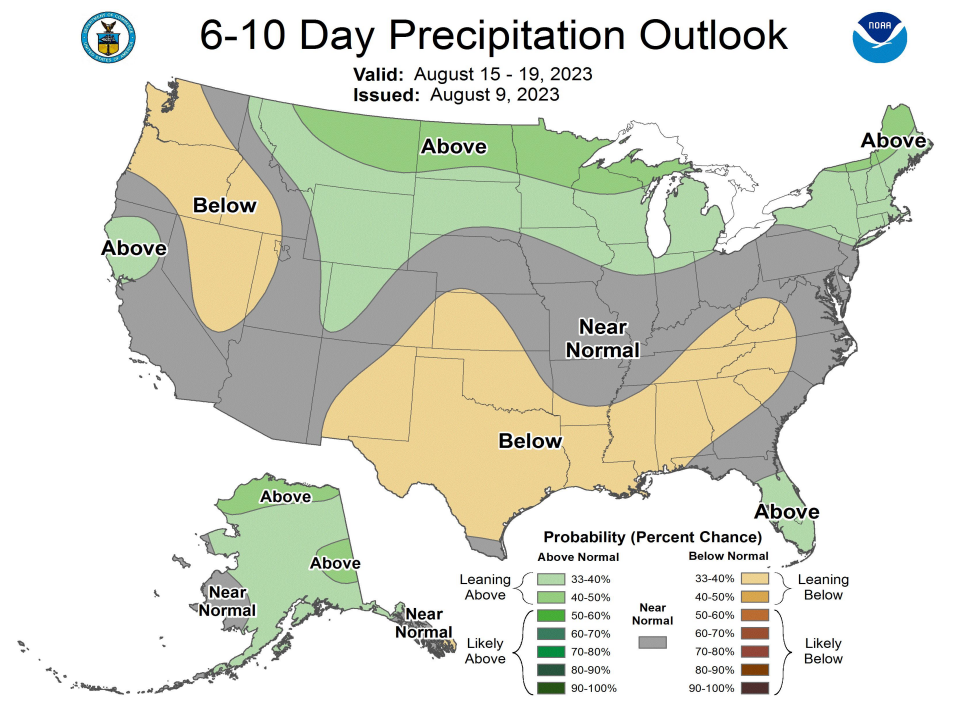 6-10 Day Precipitation Outlook
NOAA
Valid: August 15 - 19, 2023
Issued: August 9, 2023
Above
Above
Below
Above
Near
Normal
Below
Above
Above
Above
Near
Normal
Near
Normal
Probability (Percent Chance)
Above Normal
Below Normal
Leaning
Above
33-40%
40-50%
Likely
Above
50-60%
60-70%
70-80%
80-90%
90-100%
Near
Normal
33-40%
40-50%
Leaning
Below
50-60%
60-70%
70-80%
80-90%
90-100%
Likely
Below